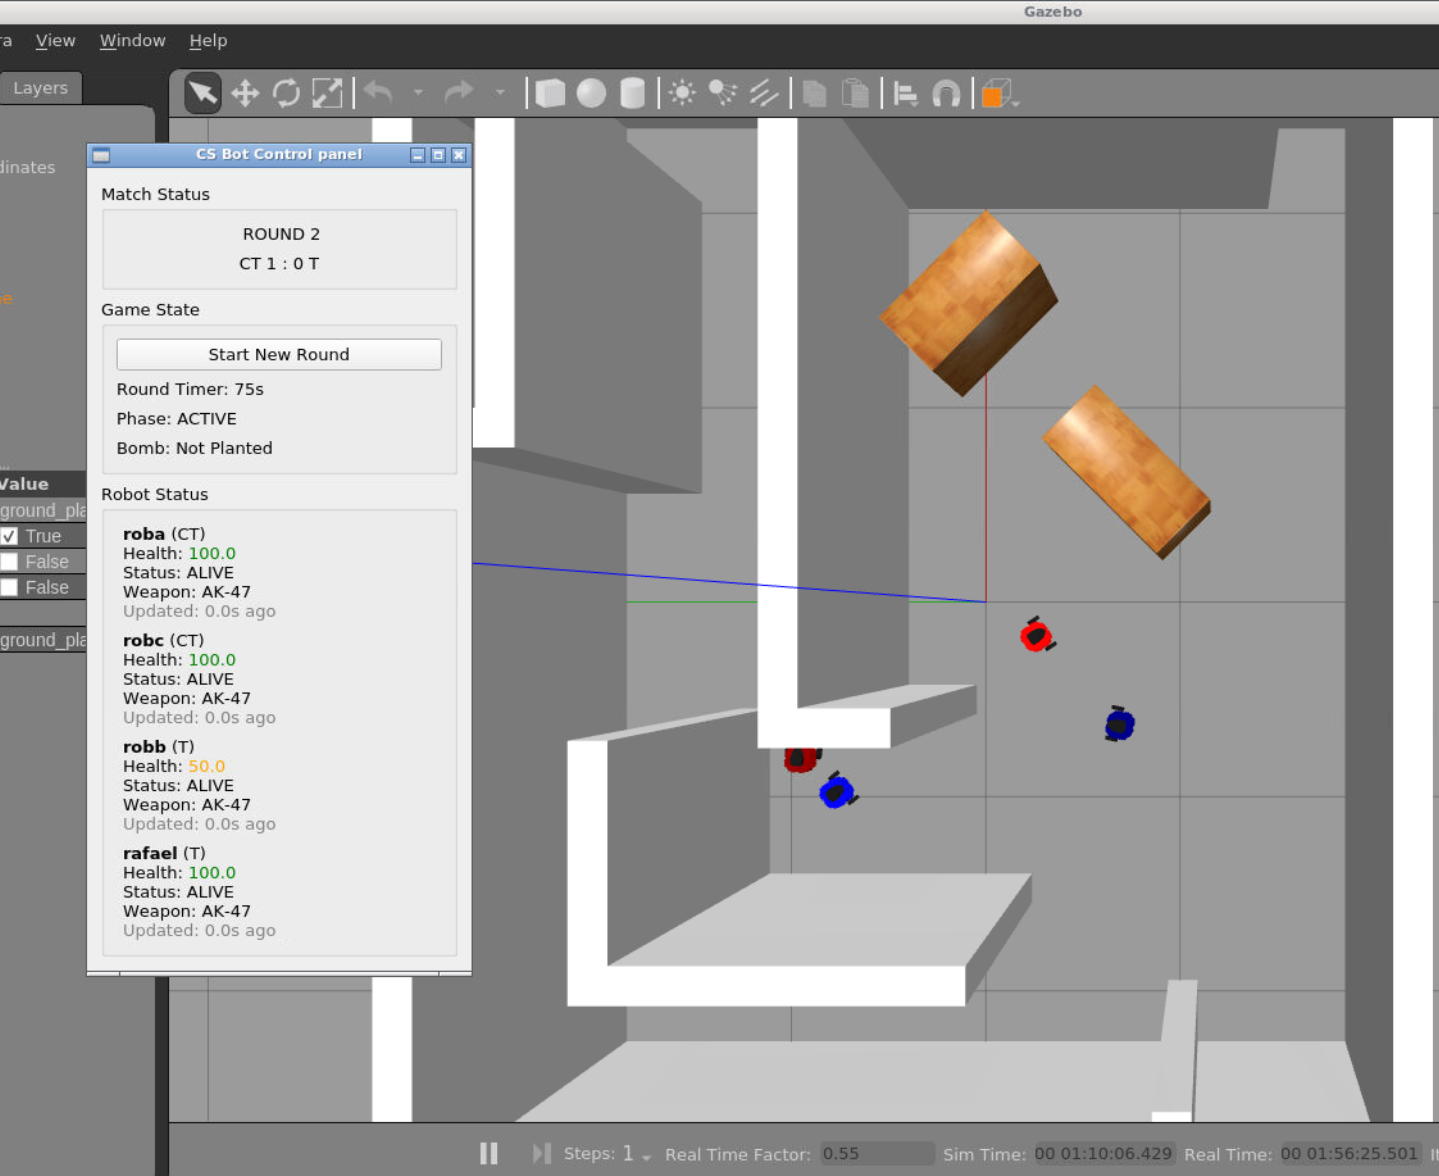 Gazebo
ra View Window Help
Layers
dinates
CS Bot Control panel
Match Status
ROUND 2
CT 1 : 0 T
Game State
Start New Round
Round Timer: 75s
Phase: ACTIVE
Bomb: Not Planted
Robot Status
roba (CT)
Health: 100.0
Status: ALIVE
Weapon: AK-47
Updated: 0.0s ago
robc (CT)
Health: 100.0
Status: ALIVE
Weapon: AK-47
Updated: 0.0s ago
robb (T)
Health: 50.0
Status: ALIVE
Weapon: AK-47
Updated: 0.0s ago
rafael (T)
Health: 100.0
Status: ALIVE
Weapon: AK-47
Updated: 0.0s ago
ne
...
Value
ground_pla
True
False
False
ground_pla
Steps: 1 Real Time Factor: 0.55 Sim Time: 00 01:10:06.429 Real Time: 00 01:56:25.501 It